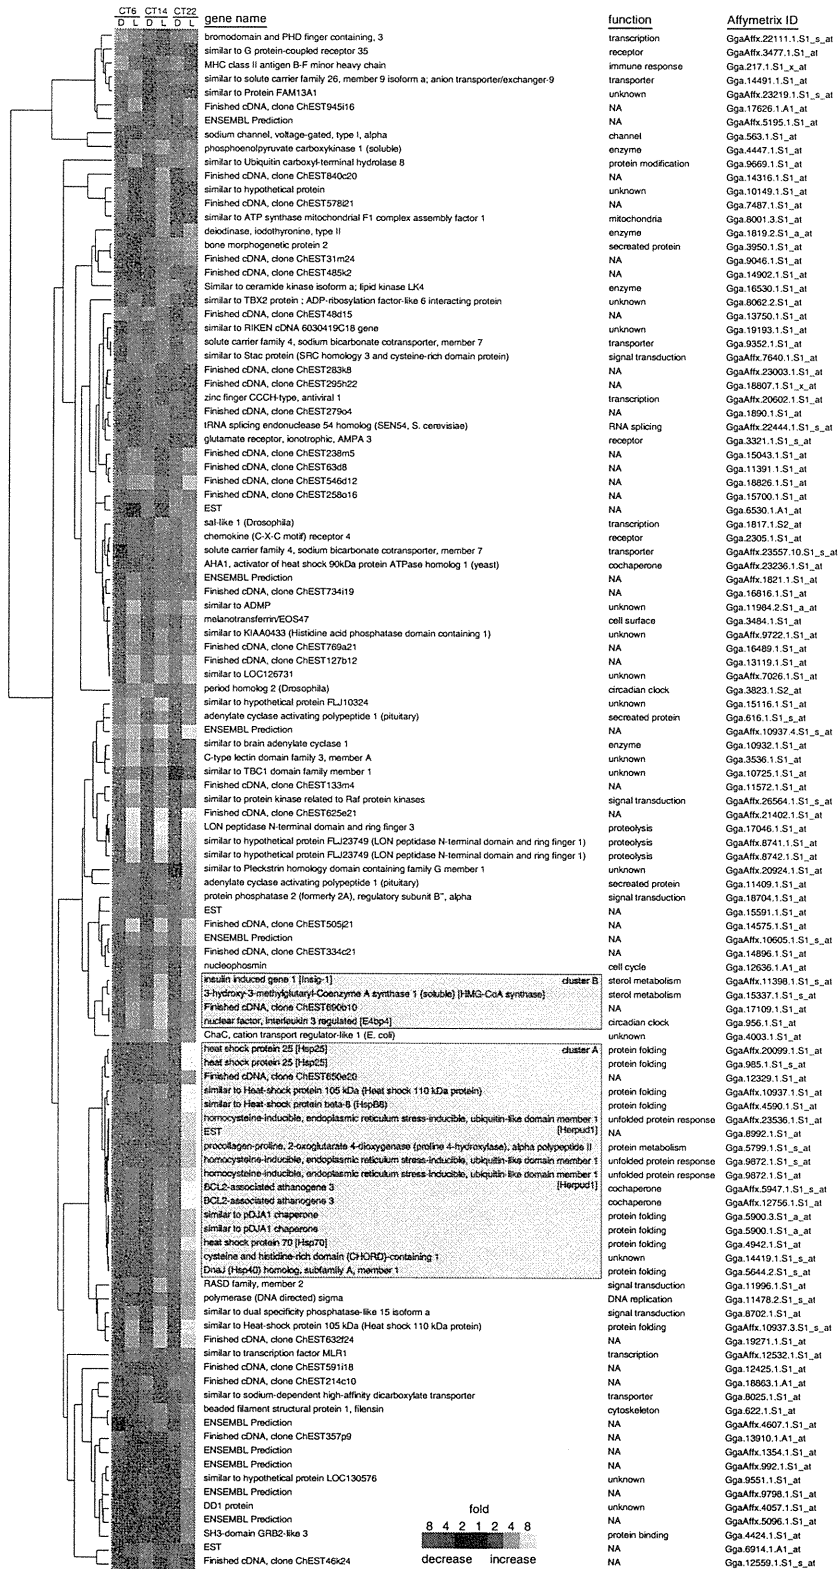 CT6 CT14 CT22
D L D L D L
gene name function Affymetrix ID
bromodomain and PHD finger containing, 3 transcription GgaAffx.22111.1.S1_s_at
similar to G protein-coupled receptor 35 receptor GgaAffx.3477.1.S1_at
MHC class II antigen B-F minor heavy chain immune response Gga.217.1.S1_x_at
similar to solute carrier family 26, member 9 isoform a; anion transporter/exchanger-9 transporter Gga.14491.1.S1_at
similar to Protein FAM13A1 unknown GgaAffx.23219.1.S1_s_at
Finished cDNA, clone ChEST945i16 NA Gga.17626.1.A1_at
ENSEMBL Prediction NA GgaAffx.5195.1.S1_at
sodium channel, voltage-gated, type I, alpha channel Gga.563.1.S1_at
phosphoenolpyruvate carboxykinase 1 (soluble) enzyme Gga.4447.1.S1_at
similar to Ubiquitin carboxyl-terminal hydrolase 8 protein modification Gga.9669.1.S1_at
Finished cDNA, clone ChEST840c20 NA Gga.14316.1.S1_at
similar to hypothetical protein unknown Gga.10149.1.S1_at
Finished cDNA, clone ChEST578i21 NA Gga.7487.1.S1_at
similar to ATP synthase mitochondrial F1 complex assembly factor 1 mitochondria Gga.8001.3.S1_at
deiodinase, iodothyronine, type II enzyme Gga.1819.2.S1_a_at
bone morphogenetic protein 2 secreated protein Gga.3950.1.S1_at
Finished cDNA, clone ChEST31m24 NA Gga.9046.1.S1_at
Finished cDNA, clone ChEST485k2 NA Gga.14902.1.S1_at
Similar to ceramide kinase isoform a; lipid kinase LK4 enzyme Gga.16530.1.S1_at
similar to TBX2 protein ; ADP-ribosylation factor-like 6 interacting protein unknown Gga.8062.2.S1_at
Finished cDNA, clone ChEST48d15 NA Gga.13750.1.S1_at
similar to RIKEN cDNA 6030419C18 gene unknown Gga.19193.1.S1_at
solute carrier family 4, sodium bicarbonate cotransporter, member 7 transporter Gga.9352.1.S1_at
similar to Stac protein (SRC homology 3 and cysteine-rich domain protein) signal transduction GgaAffx.7640.1.S1_at
Finished cDNA, clone ChEST283k8 NA GgaAffx.23003.1.S1_at
Finished cDNA, clone ChEST295h22 NA Gga.18807.1.S1_x_at
zinc finger CCCH-type, antiviral 1 transcription GgaAffx.20602.1.S1_at
Finished cDNA, clone ChEST279o4 NA Gga.1890.1.S1_at
tRNA splicing endonuclease 54 homolog (SEN54, S. cerevisiae) RNA splicing GgaAffx.22444.1.S1_s_at
glutamate receptor, ionotrophic, AMPA 3 receptor Gga.3321.1.S1_s_at
Finished cDNA, clone ChEST238m5 NA Gga.15043.1.S1_at
Finished cDNA, clone ChEST63d8 NA Gga.11391.1.S1_at
Finished cDNA, clone ChEST546d12 NA Gga.18826.1.S1_at
Finished cDNA, clone ChEST258o16 NA Gga.15700.1.S1_at
EST NA Gga.6530.1.A1_at
sal-like 1 (Drosophila) transcription Gga.1817.1.S2_at
chemokine (C-X-C motif) receptor 4 receptor Gga.2305.1.S1_at
solute carrier family 4, sodium bicarbonate cotransporter, member 7 transporter GgaAffx.23557.10.S1_s_at
AHA1, activator of heat shock 90kDa protein ATPase homolog 1 (yeast) cochaperone GgaAffx.23236.1.S1_at
ENSEMBL Prediction NA GgaAffx.1821.1.S1_at
Finished cDNA, clone ChEST734i19 NA Gga.16816.1.S1_at
similar to ADMP unknown Gga.11984.2.S1_a_at
melanotransferrin/EOS47 cell surface Gga.3484.1.S1_at
similar to KIAA0433 (Histidine acid phosphatase domain containing 1) unknown GgaAffx.9722.1.S1_at
Finished cDNA, clone ChEST769a21 NA Gga.16489.1.S1_at
Finished cDNA, clone ChEST127b12 NA Gga.13119.1.S1_at
similar to LOC126731 unknown GgaAffx.7026.1.S1_at
period homolog 2 (Drosophila) circadian clock Gga.3823.1.S2_at
similar to hypothetical protein FLJ10324 unknown Gga.15116.1.S1_at
adenylate cyclase activating polypeptide 1 (pituitary) secreated protein Gga.616.1.S1_s_at
ENSEMBL Prediction NA GgaAffx.10937.4.S1_s_at
similar to brain adenylate cyclase 1 enzyme Gga.10932.1.S1_at
C-type lectin domain family 3, member A unknown Gga.3536.1.S1_at
similar to TBC1 domain family member 1 unknown Gga.10725.1.S1_at
Finished cDNA, clone ChEST133m4 NA Gga.11572.1.S1_at
similar to protein kinase related to Raf protein kinases signal transduction GgaAffx.26564.1.S1_s_at
Finished cDNA, clone ChEST625e21 NA GgaAffx.21402.1.S1_at
LON peptidase N-terminal domain and ring finger 3 proteolysis Gga.17046.1.S1_at
similar to hypothetical protein FLJ23749 (LON peptidase N-terminal domain and ring finger 1) proteolysis GgaAffx.8741.1.S1_at
similar to hypothetical protein FLJ23749 (LON peptidase N-terminal domain and ring finger 1) proteolysis GgaAffx.8742.1.S1_at
similar to Pleckstrin homology domain containing family G member 1 unknown GgaAffx.20924.1.S1_at
adenylate cyclase activating polypeptide 1 (pituitary) secreated protein Gga.11409.1.S1_at
protein phosphatase 2 (formerly 2A), regulatory subunit B", alpha signal transduction Gga.18704.1.S1_at
EST NA Gga.15591.1.S1_at
Finished cDNA, clone ChEST505j21 NA Gga.14575.1.S1_at
ENSEMBL Prediction NA GgaAffx.10605.1.S1_s_at
Finished cDNA, clone ChEST334c21 NA Gga.14896.1.S1_at
nucleophosmin cell cycle Gga.12636.1.A1_at
insulin induced gene 1 [Insig-1] cluster B sterol metabolism GgaAffx.11398.1.S1_s_at
3-hydroxy-3-methylglutaryl-Coenzyme A synthase 1 (soluble) [HMG-CoA synthase] sterol metabolism Gga.15337.1.S1_s_at
Finished cDNA, clone ChEST690b10 NA Gga.17109.1.S1_at
nuclear factor, interleukin 3 regulated [E4bp4] circadian clock Gga.956.1.S1_at
ChaC, cation transport regulator-like 1 (E. coli) unknown Gga.4003.1.S1_at
heat shock protein 25 [Hsp25] cluster A protein folding GgaAffx.20099.1.S1_at
heat shock protein 25 [Hsp25] protein folding Gga.985.1.S1_s_at
Finished cDNA, clone ChEST650e20 NA Gga.12329.1.S1_at
similar to Heat-shock protein 105 kDa (Heat shock 110 kDa protein) protein folding GgaAffx.10937.1.S1_at
similar to Heat-shock protein beta-8 (HspB8) protein folding GgaAffx.4590.1.S1_at
homocysteine-inducible, endoplasmic reticulum stress-inducible, ubiquitin-like domain member 1 unfolded protein response GgaAffx.23536.1.S1_at
[Herpud1]
EST NA Gga.8992.1.S1_at
procollagen-proline, 2-oxoglutarate 4-dioxygenase (proline 4-hydroxylase), alpha polypeptide II protein metabolism Gga.5799.1.S1_s_at
homocysteine-inducible, endoplasmic reticulum stress-inducible, ubiquitin-like domain member 1 unfolded protein response Gga.9872.1.S1_s_at
homocysteine-inducible, endoplasmic reticulum stress-inducible, ubiquitin-like domain member 1 unfolded protein response Gga.9872.1.S1_at
[Herpud1]
BCL2-associated athanogene 3 cochaperone GgaAffx.5947.1.S1_s_at
BCL2-associated athanogene 3 cochaperone GgaAffx.12756.1.S1_at
similar to pDJA1 chaperone protein folding Gga.5900.3.S1_a_at
similar to pDJA1 chaperone protein folding Gga.5900.1.S1_a_at
heat shock protein 70 [Hsp70] protein folding Gga.4942.1.S1_at
cysteine and histidine-rich domain (CHORD)-containing 1 unknown Gga.14419.1.S1_s_at
DnaJ (Hsp40) homolog, subfamily A, member 1 protein folding Gga.5644.2.S1_s_at
RASD family, member 2 signal transduction Gga.11996.1.S1_at
polymerase (DNA directed) sigma DNA replication Gga.11478.2.S1_s_at
similar to dual specificity phosphatase-like 15 isoform a signal transduction Gga.8702.1.S1_at
similar to Heat-shock protein 105 kDa (Heat shock 110 kDa protein) protein folding GgaAffx.10937.3.S1_s_at
Finished cDNA, clone ChEST632f24 NA Gga.19271.1.S1_at
similar to transcription factor MLR1 transcription GgaAffx.12532.1.S1_at
Finished cDNA, clone ChEST591i18 NA Gga.12425.1.S1_at
Finished cDNA, clone ChEST214c10 NA Gga.18863.1.A1_at
similar to sodium-dependent high-affinity dicarboxylate transporter transporter Gga.8025.1.S1_at
beaded filament structural protein 1, filensin cytoskeleton Gga.622.1.S1_at
ENSEMBL Prediction NA GgaAffx.4607.1.S1_at
Finished cDNA, clone ChEST357p9 NA Gga.13910.1.A1_at
ENSEMBL Prediction NA GgaAffx.1354.1.S1_at
ENSEMBL Prediction NA GgaAffx.992.1.S1_at
similar to hypothetical protein LOC130576 unknown Gga.9551.1.S1_at
ENSEMBL Prediction NA GgaAffx.9798.1.S1_at
DD1 protein unknown GgaAffx.4057.1.S1_at
ENSEMBL Prediction NA GgaAffx.5096.1.S1_at
SH3-domain GRB2-like 3 protein binding Gga.4424.1.S1_at
EST NA Gga.6914.1.A1_at
Finished cDNA, clone ChEST46k24 NA Gga.12559.1.S1_s_at
fold
8 4 2 1 2 4 8
decrease increase